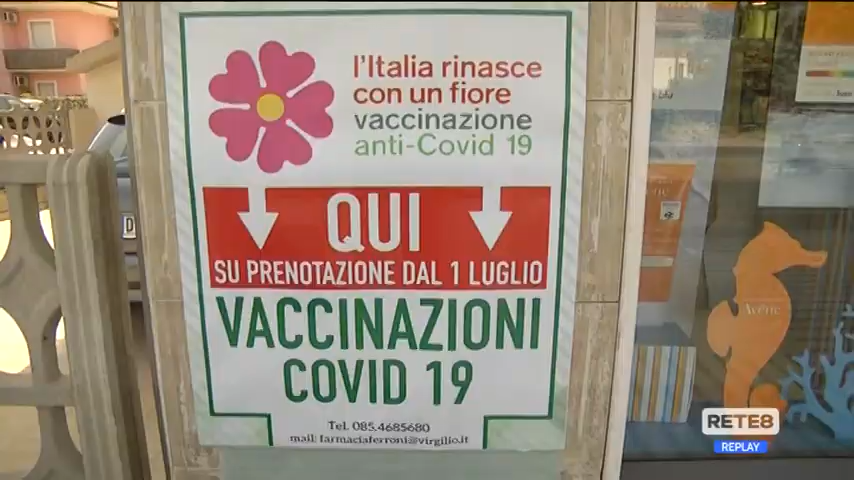 l'Italia rinasce
con un fiore
vaccinazione
anti-Covid 19
QUI
SU PRENOTAZIONE DAL 1 LUGLIO
VACCINAZIONI
COVID 19
Tel. 085.4685680
mail: farmaciaferroni@virgilio.it
Avène
RETE8
REPLAY